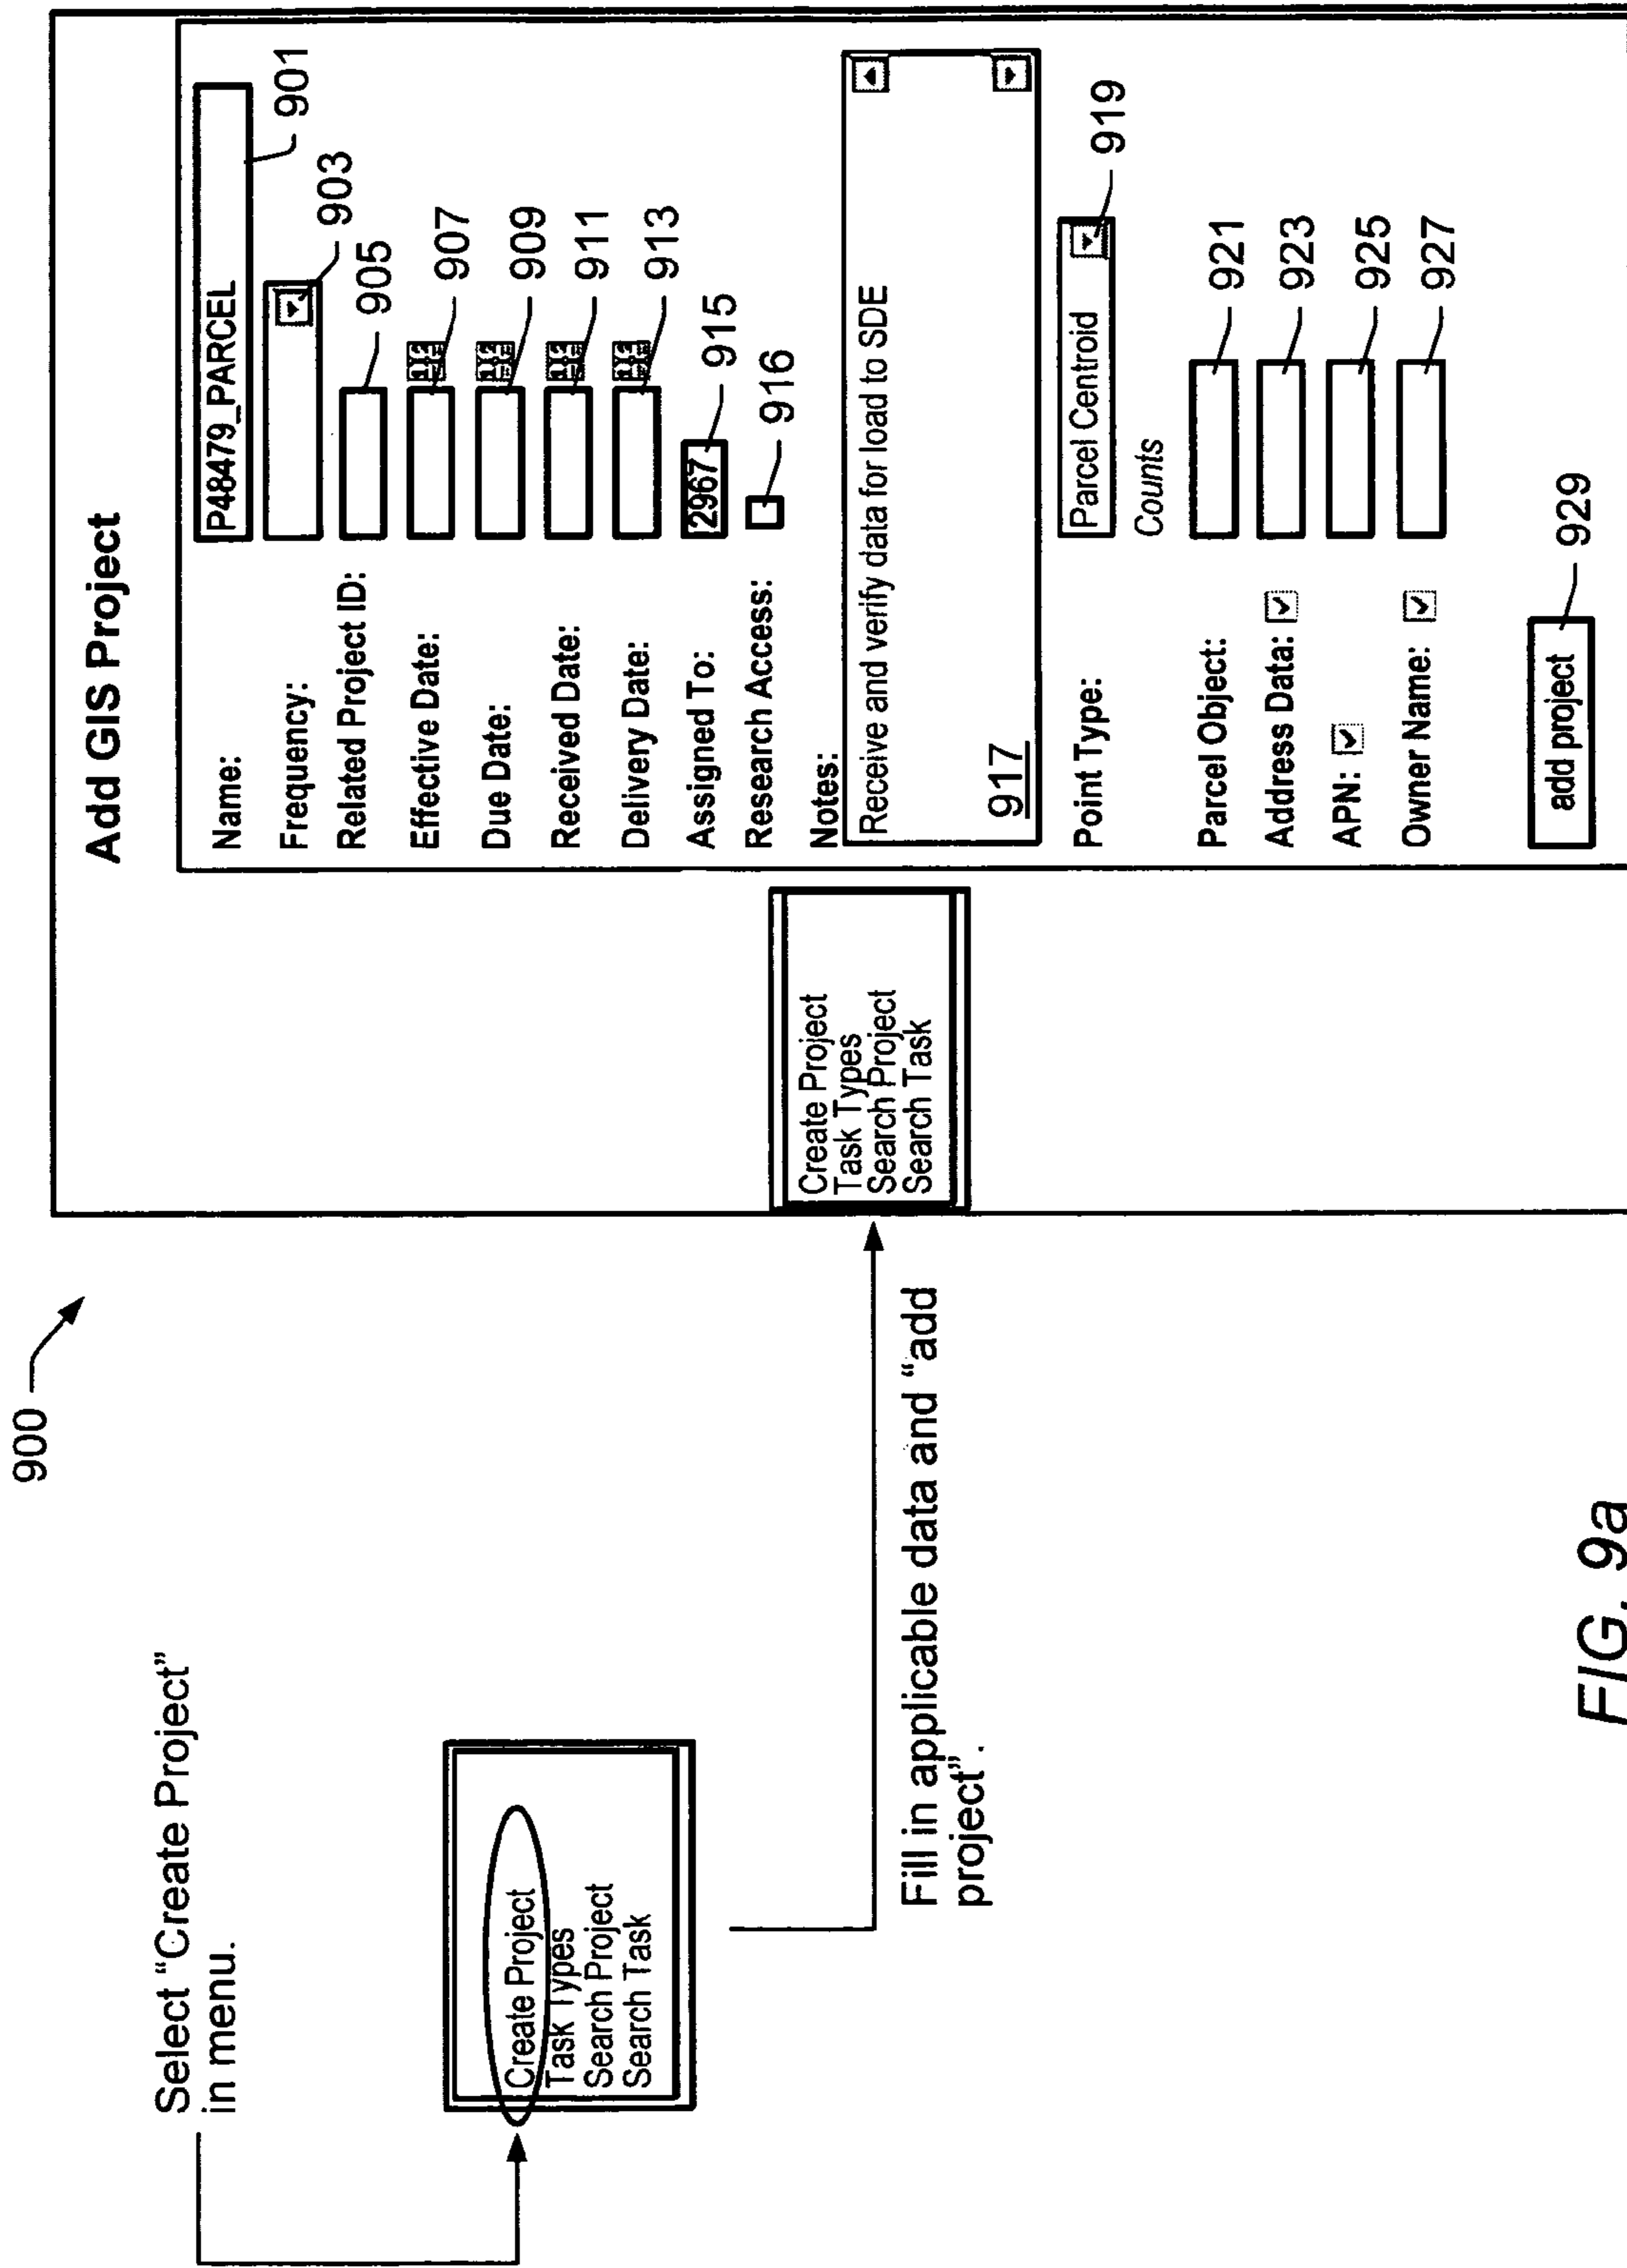 900
Select “Create Project”
in menu.
Create Project
Task Types
Search Project
Search Task
Fill in applicable data and “add
project”.
Create Project
Task Types
Search Project
Search Task
Add GIS Project
Name: P48479_PARCEL 901
Frequency: 903
Related Project ID: 905
Effective Date: 907
Due Date: 909
Received Date: 911
Delivery Date: 913
Assigned To: 2967 915
Research Access: 916
Notes:
Receive and verify data for load to SDE
917
Point Type: Parcel Centroid 919
Counts
Parcel Object: 921
Address Data: 923
APN: 925
Owner Name: 927
add project 929
FIG. 9a